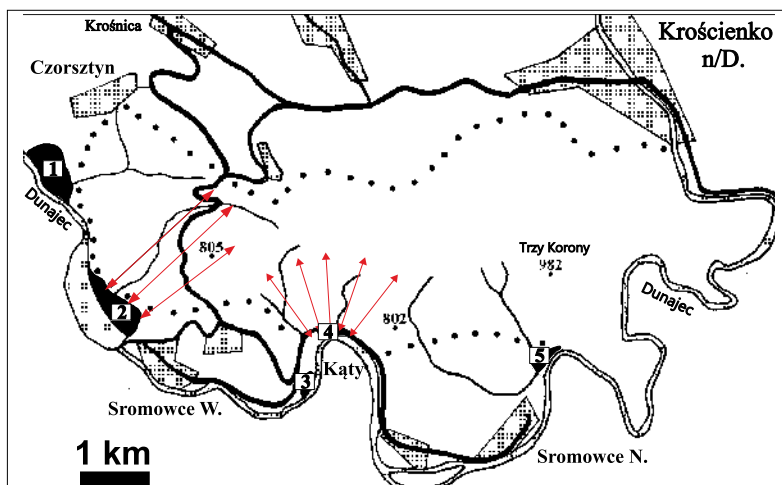 Krośnica
Krościenko
n/D.
Czorsztyn
1
Dunajec
805
Trzy Korony
982
Dunajec
2
802
4
5
Kąty
3
Sromowce W.
Sromowce N.
1 km